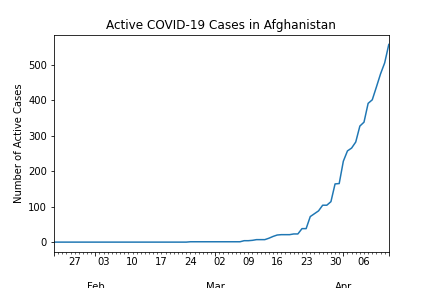 Active COVID-19 Cases in Afghanistan
Number of Active Cases
500
400
300
200
100
0
27 03 10 17 24 02 09 16 23 30 06
Feb Mar Apr